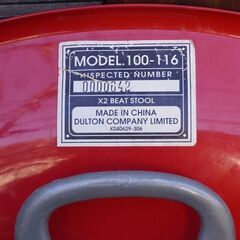 MODEL.100-116
INSPECTED NUMBER
0000642
X2 BEAT STOOL
MADE IN CHINA
DULTON COMPANY LIMITED
K040629-306